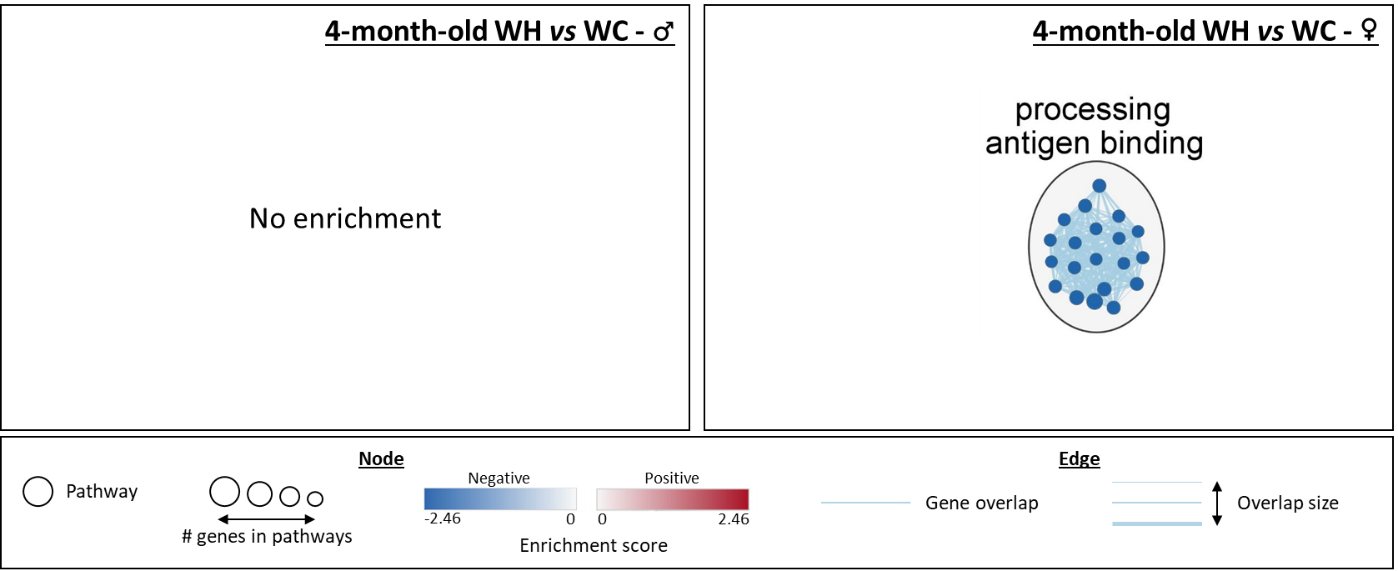 4-month-old WH vs WC - ♂
No enrichment
4-month-old WH vs WC - ♀
processing
antigen binding
Node
Pathway
# genes in pathways
Negative
-2.46
0
Positive
0
2.46
Enrichment score
Edge
Gene overlap
Overlap size